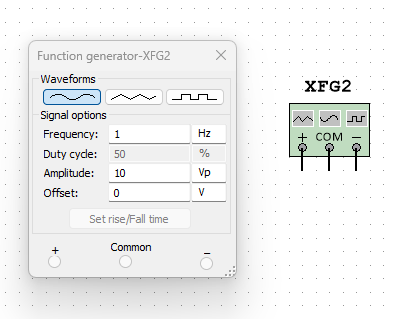 Function generator-XFG2
Waveforms
Signal options
Frequency: 1 Hz
Duty cycle: 50 %
Amplitude: 10 Vp
Offset: 0 V
Set rise/Fall time
+ Common −
XFG2
+ COM −